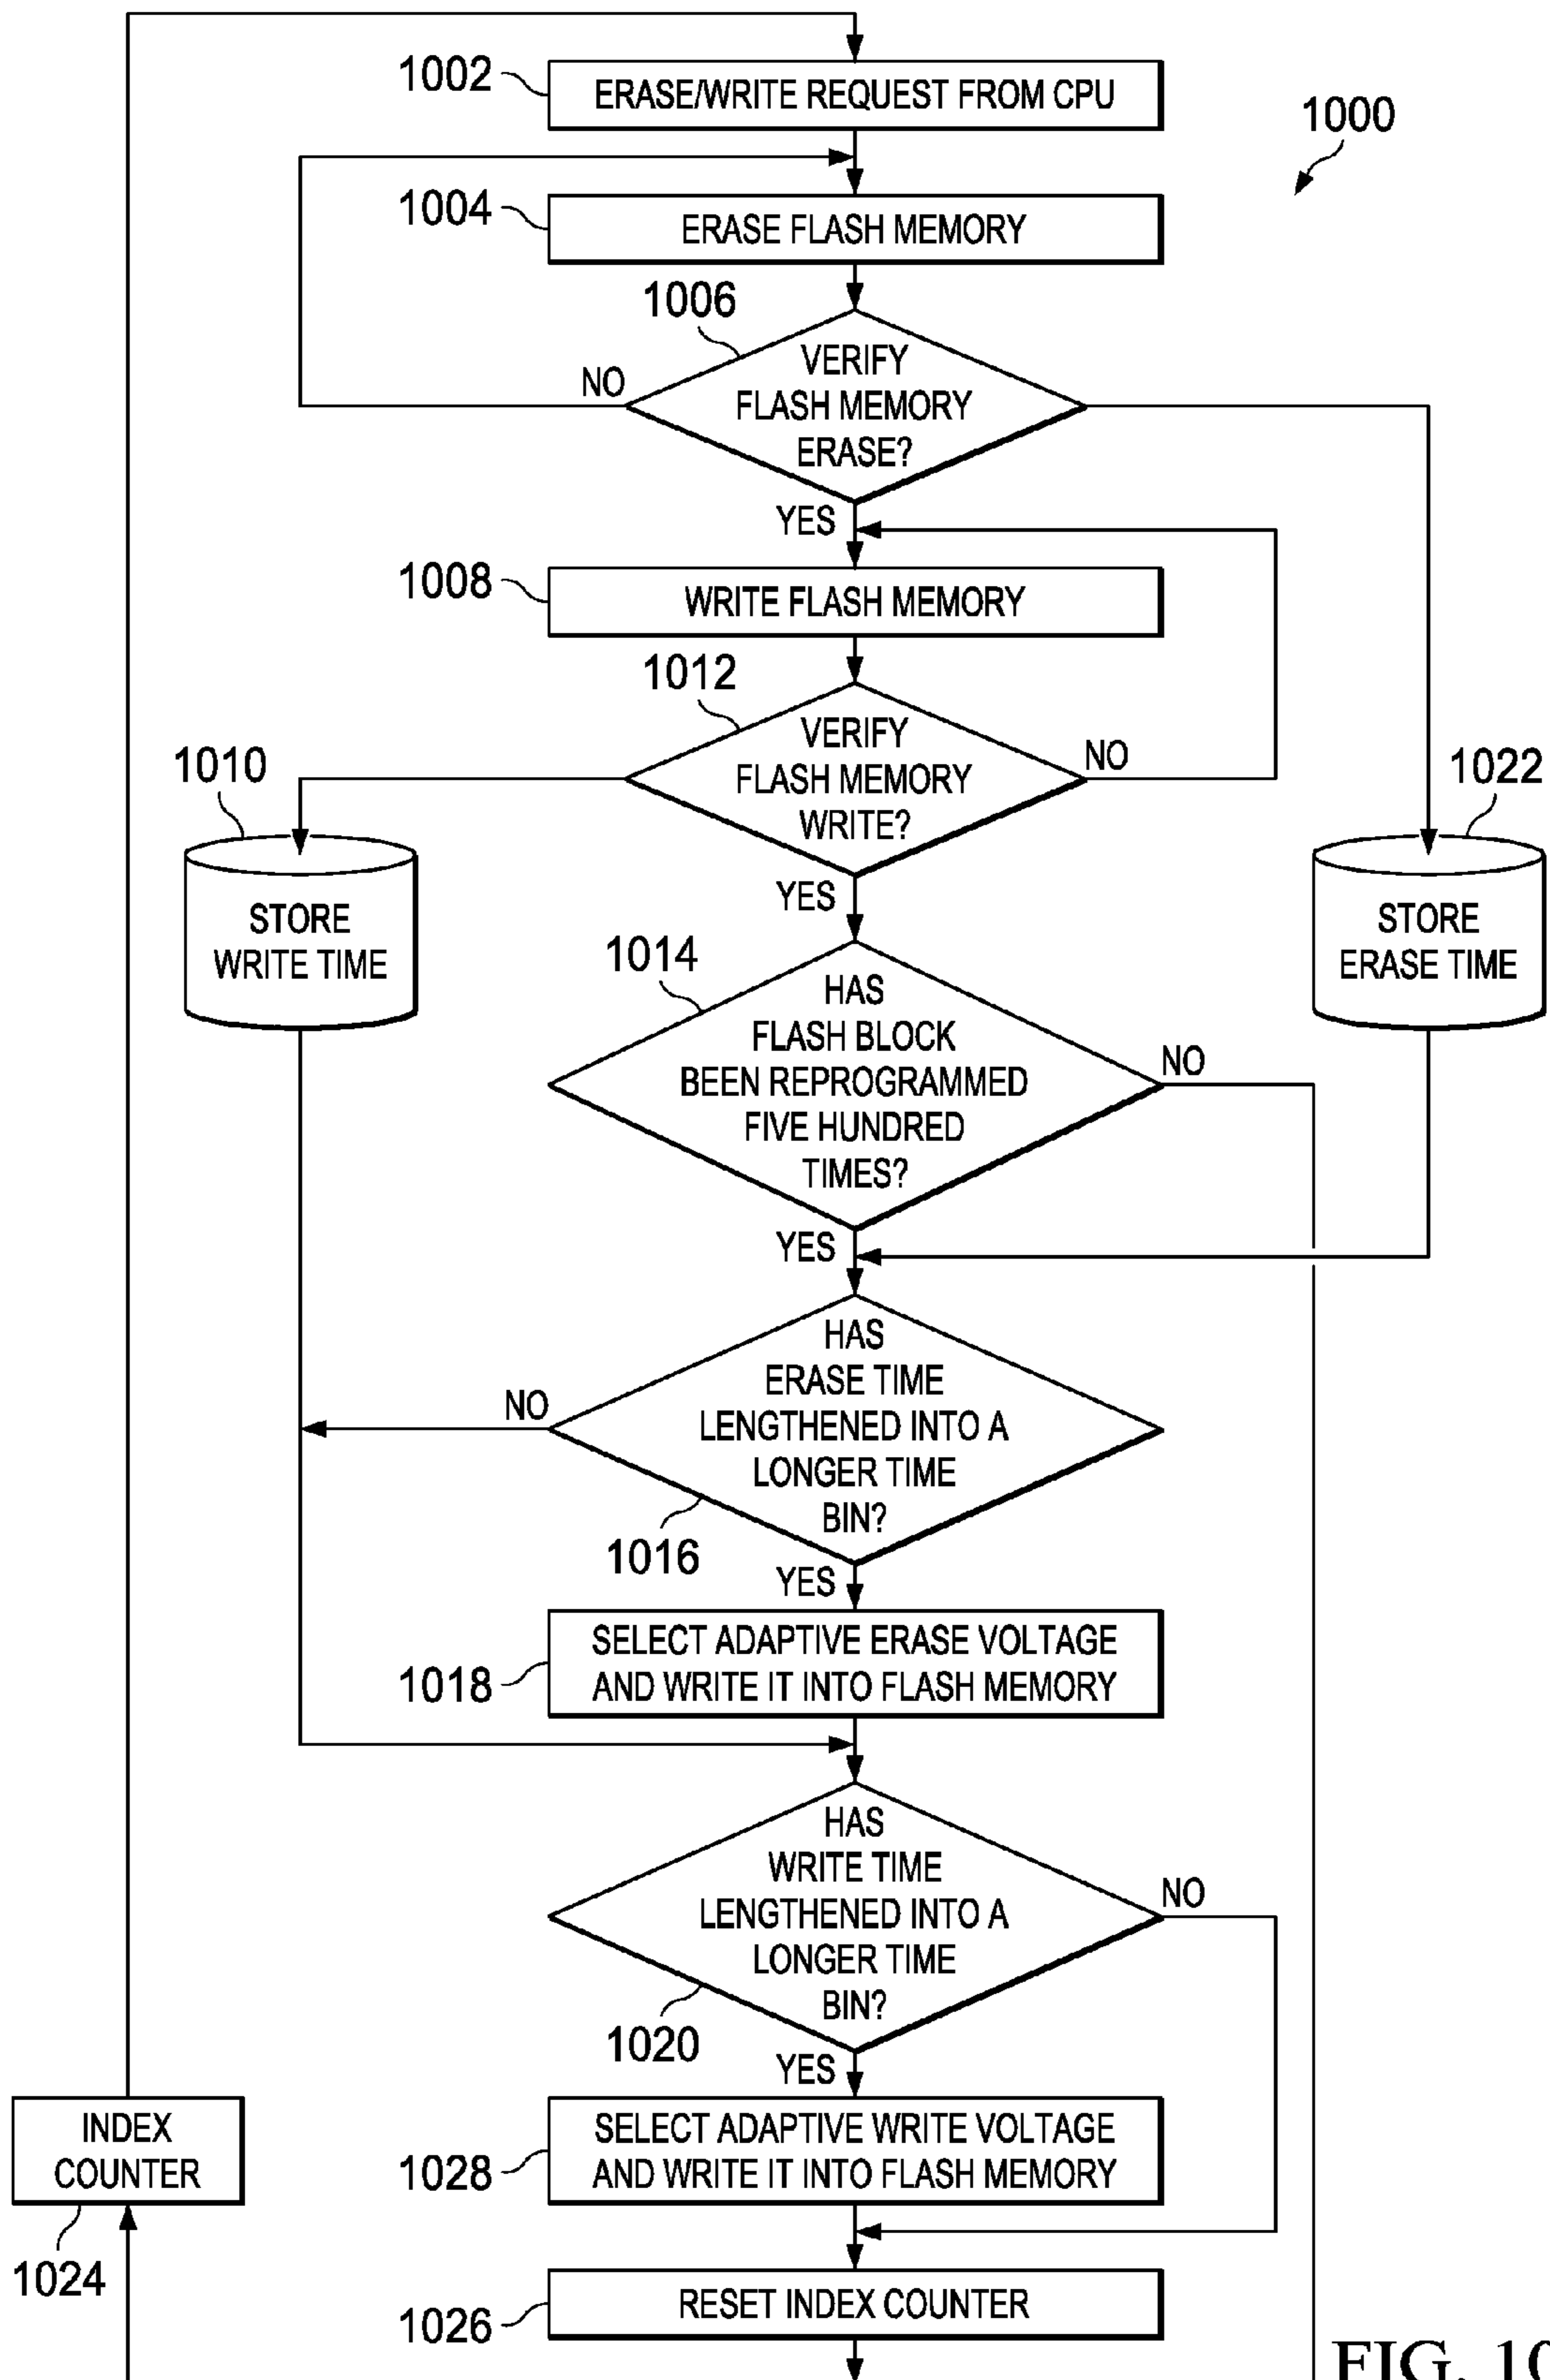 1002
ERASE/WRITE REQUEST FROM CPU
1000
1004
ERASE FLASH MEMORY
1006
VERIFY
FLASH MEMORY
ERASE?
NO
YES
1008
WRITE FLASH MEMORY
1012
VERIFY
FLASH MEMORY
WRITE?
NO
YES
1010
STORE
WRITE TIME
1022
STORE
ERASE TIME
1014
HAS
FLASH BLOCK
BEEN REPROGRAMMED
FIVE HUNDRED
TIMES?
NO
YES
HAS
ERASE TIME
LENGTHENED INTO A
LONGER TIME
BIN?
NO
1016
YES
SELECT ADAPTIVE ERASE VOLTAGE
AND WRITE IT INTO FLASH MEMORY
1018
HAS
WRITE TIME
LENGTHENED INTO A
LONGER TIME
BIN?
NO
1020
YES
INDEX
COUNTER
1024
SELECT ADAPTIVE WRITE VOLTAGE
AND WRITE IT INTO FLASH MEMORY
1028
RESET INDEX COUNTER
1026
FIG. 10